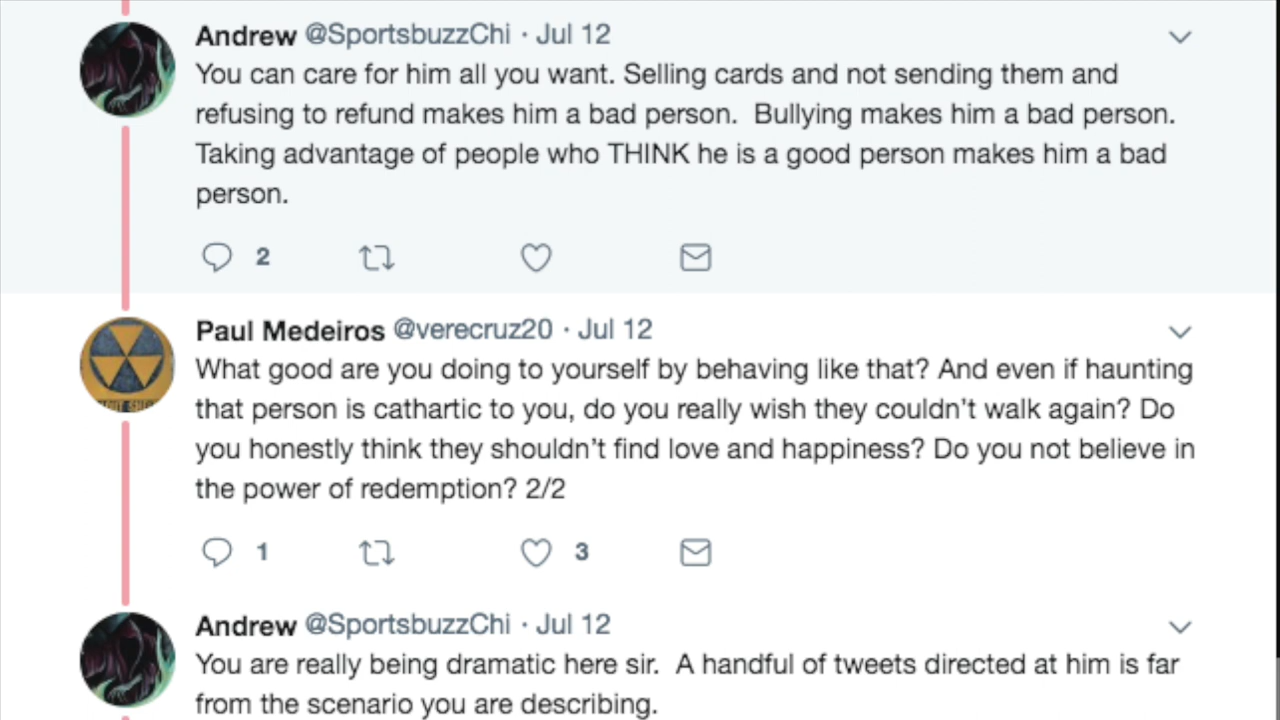 Andrew @SportsbuzzChi · Jul 12
You can care for him all you want. Selling cards and not sending them and
refusing to refund makes him a bad person.  Bullying makes him a bad person.
Taking advantage of people who THINK he is a good person makes him a bad
person.
2
Paul Medeiros @verecruz20 · Jul 12
What good are you doing to yourself by behaving like that? And even if haunting
that person is cathartic to you, do you really wish they couldn’t walk again? Do
you honestly think they shouldn’t find love and happiness? Do you not believe in
the power of redemption? 2/2
1 3
Andrew @SportsbuzzChi · Jul 12
You are really being dramatic here sir.  A handful of tweets directed at him is far
from the scenario you are describing.